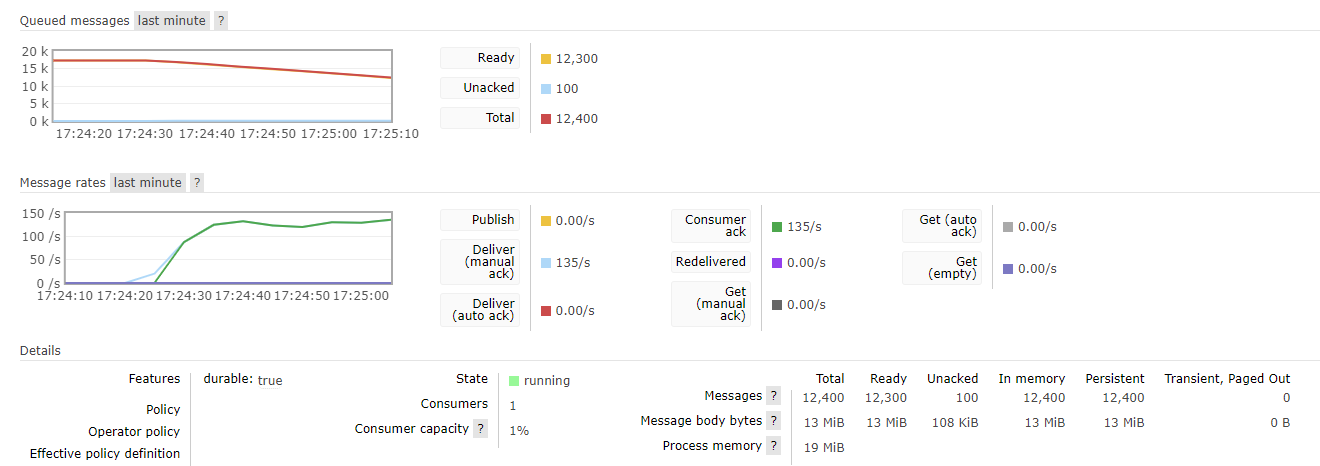 Queued messages last minute ?
20 k
15 k
10 k
5 k
0 k
17:24:20 17:24:30 17:24:40 17:24:50 17:25:00 17:25:10
Ready 12,300
Unacked 100
Total 12,400
Message rates last minute ?
150 /s
100 /s
50 /s
0 /s
17:24:10 17:24:20 17:24:30 17:24:40 17:24:50 17:25:00
Publish 0.00/s
Deliver
(manual 135/s
ack)
Deliver
(auto ack) 0.00/s
Consumer
ack 135/s
Redelivered 0.00/s
Get
(manual 0.00/s
ack)
Get (auto
ack) 0.00/s
Get
(empty) 0.00/s
Details
Features durable: true
Policy
Operator policy
Effective policy definition
State running
Consumers 1
Consumer capacity ? 1%
Total Ready Unacked In memory Persistent Transient, Paged Out
Messages ? 12,400 12,300 100 12,400 12,400 0
Message body bytes ? 13 MiB 13 MiB 108 KiB 13 MiB 13 MiB 0 B
Process memory ? 19 MiB